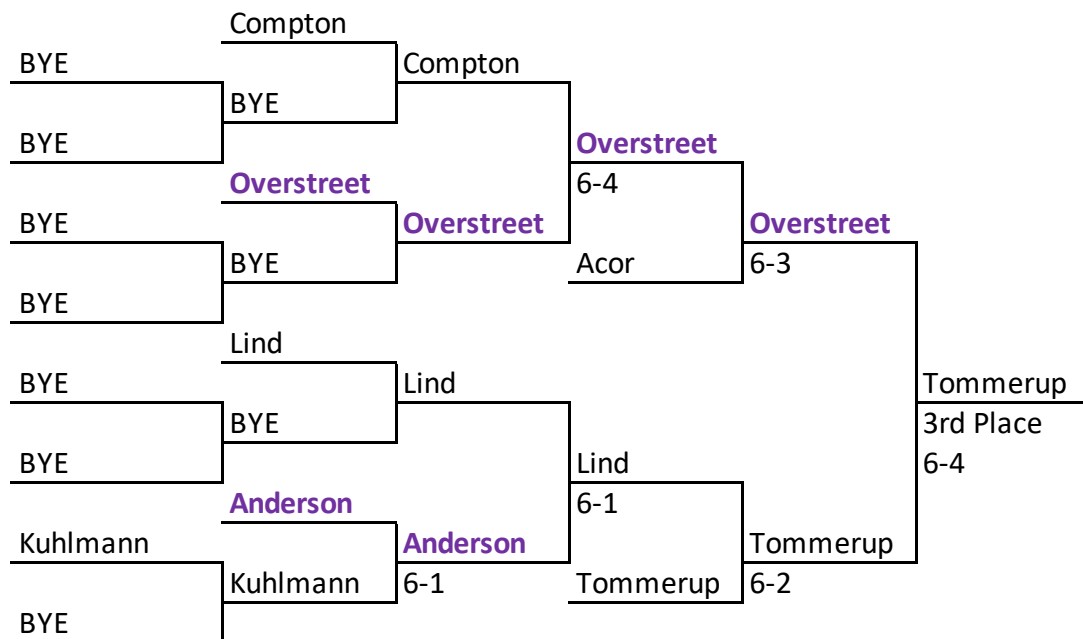 Compton
BYE
Compton
BYE
BYE
Overstreet
Overstreet
6-4
BYE
Overstreet
Overstreet
BYE
Acor
6-3
BYE
Lind
BYE
Lind
Tommerup
BYE
3rd Place
BYE
Lind
6-4
Anderson
6-1
Kuhlmann
Anderson
Tommerup
Kuhlmann
6-1
Tommerup
6-2
BYE